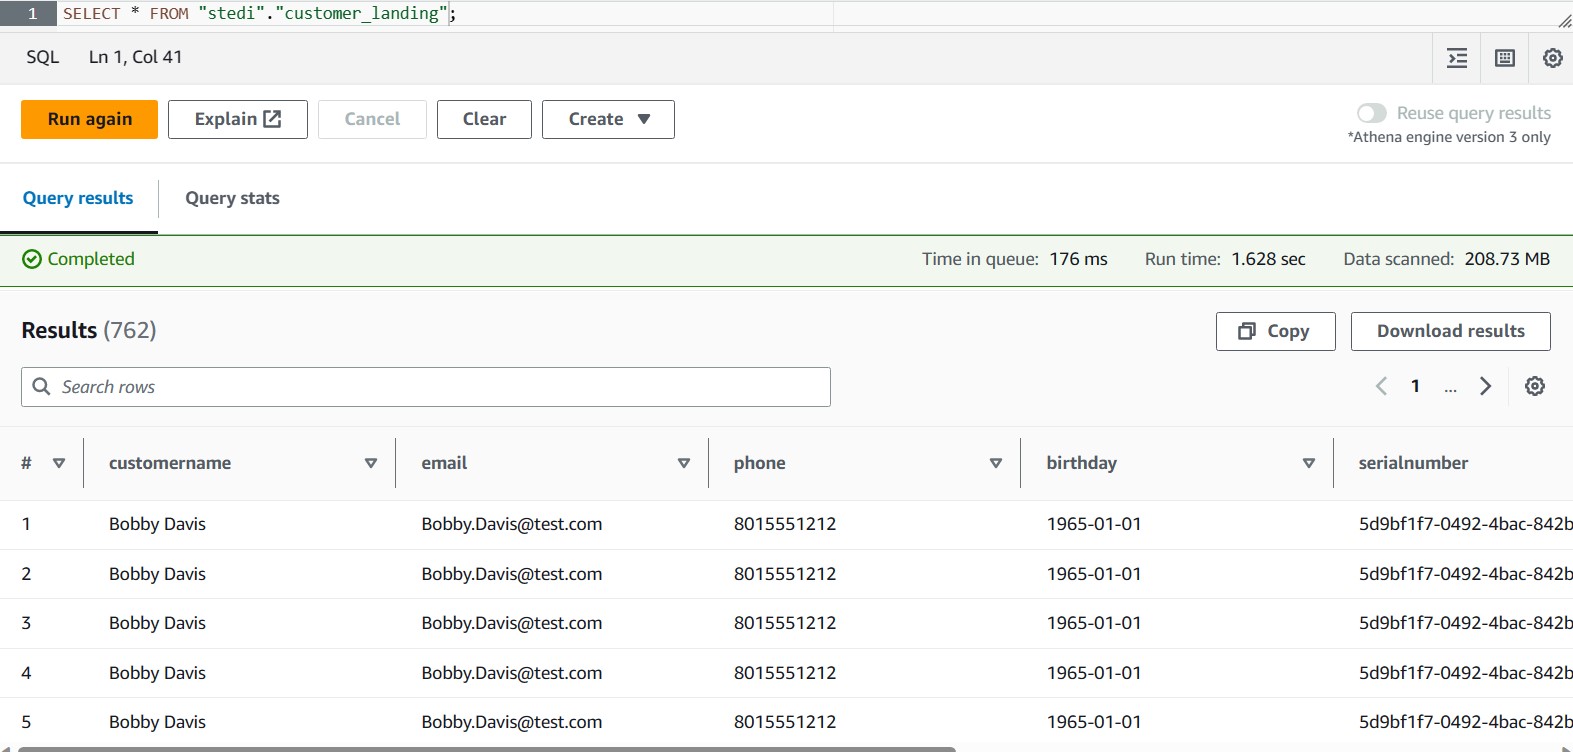 1 SELECT * FROM "stedi"."customer_landing";
SQL Ln 1, Col 41
Run again Explain Cancel Clear Create Reuse query results
*Athena engine version 3 only
Query results Query stats
Completed Time in queue: 176 ms Run time: 1.628 sec Data scanned: 208.73 MB
Results (762) Copy Download results
Search rows 1 ...
# customername email phone birthday serialnumber
1 Bobby Davis Bobby.Davis@test.com 8015551212 1965-01-01 5d9bf1f7-0492-4bac-842b
2 Bobby Davis Bobby.Davis@test.com 8015551212 1965-01-01 5d9bf1f7-0492-4bac-842b
3 Bobby Davis Bobby.Davis@test.com 8015551212 1965-01-01 5d9bf1f7-0492-4bac-842b
4 Bobby Davis Bobby.Davis@test.com 8015551212 1965-01-01 5d9bf1f7-0492-4bac-842b
5 Bobby Davis Bobby.Davis@test.com 8015551212 1965-01-01 5d9bf1f7-0492-4bac-842b